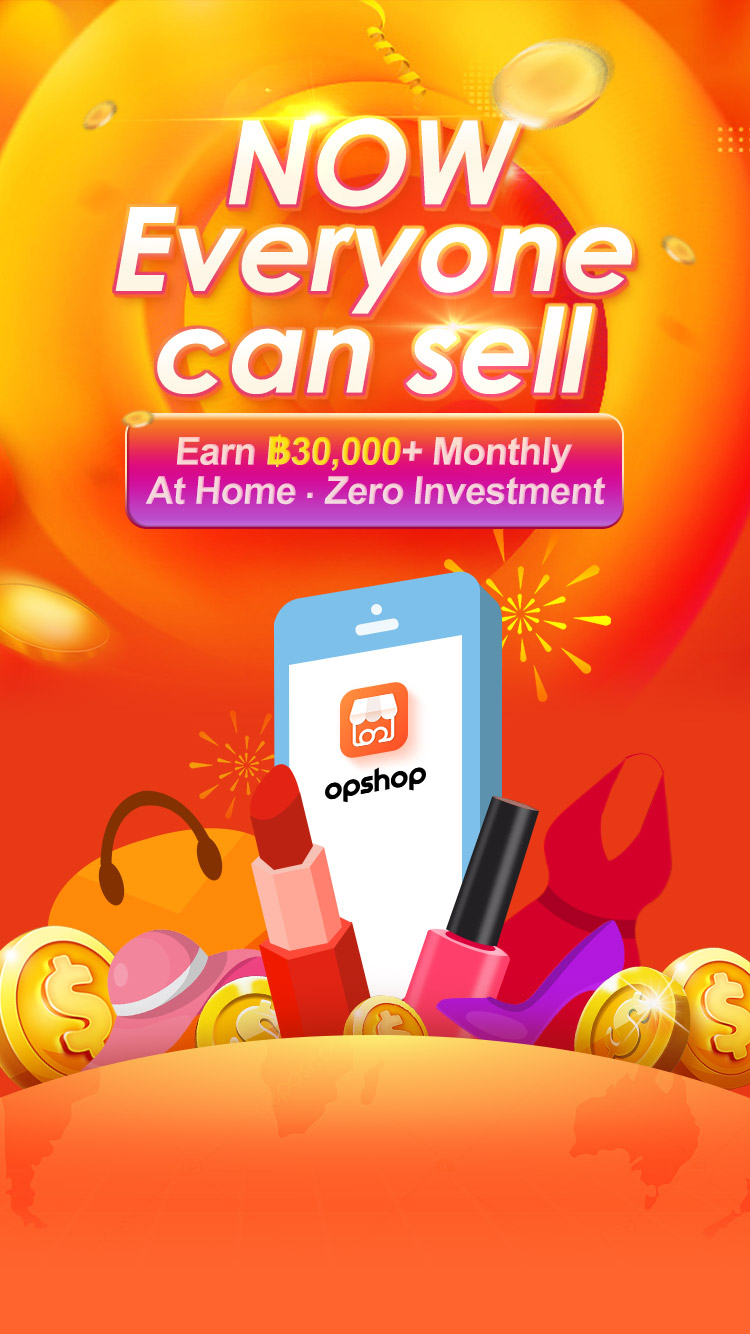 NOW
Everyone
can sell
Earn ฿30,000+ Monthly
At Home · Zero Investment
opshop